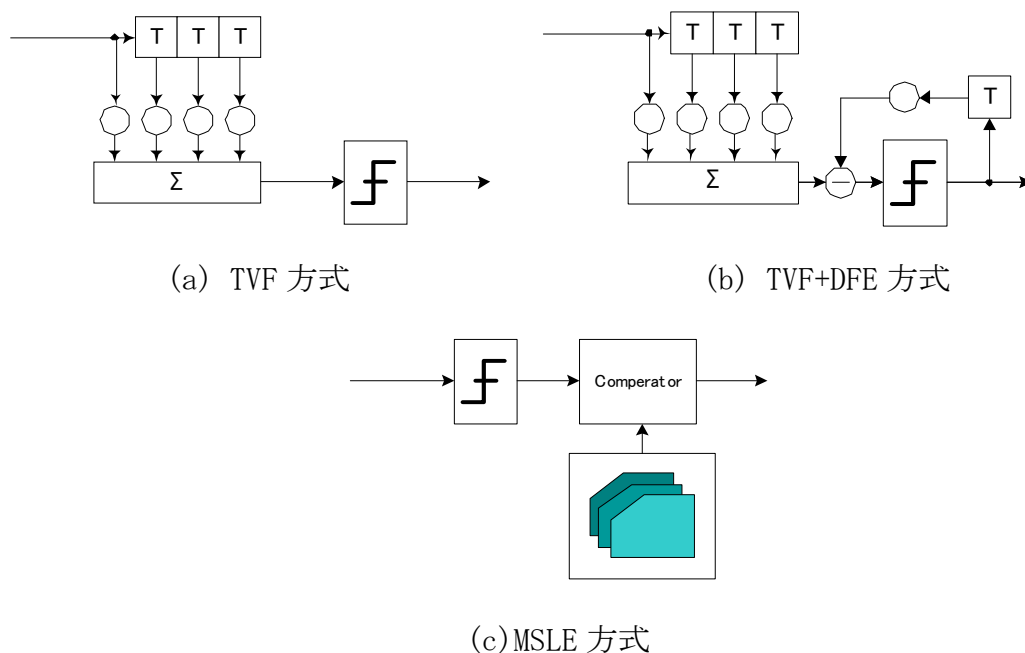 T T T
Σ
(a) TVF 方式
T T T
T
Σ
(b) TVF+DFE 方式
Comperator
(c)MSLE 方式